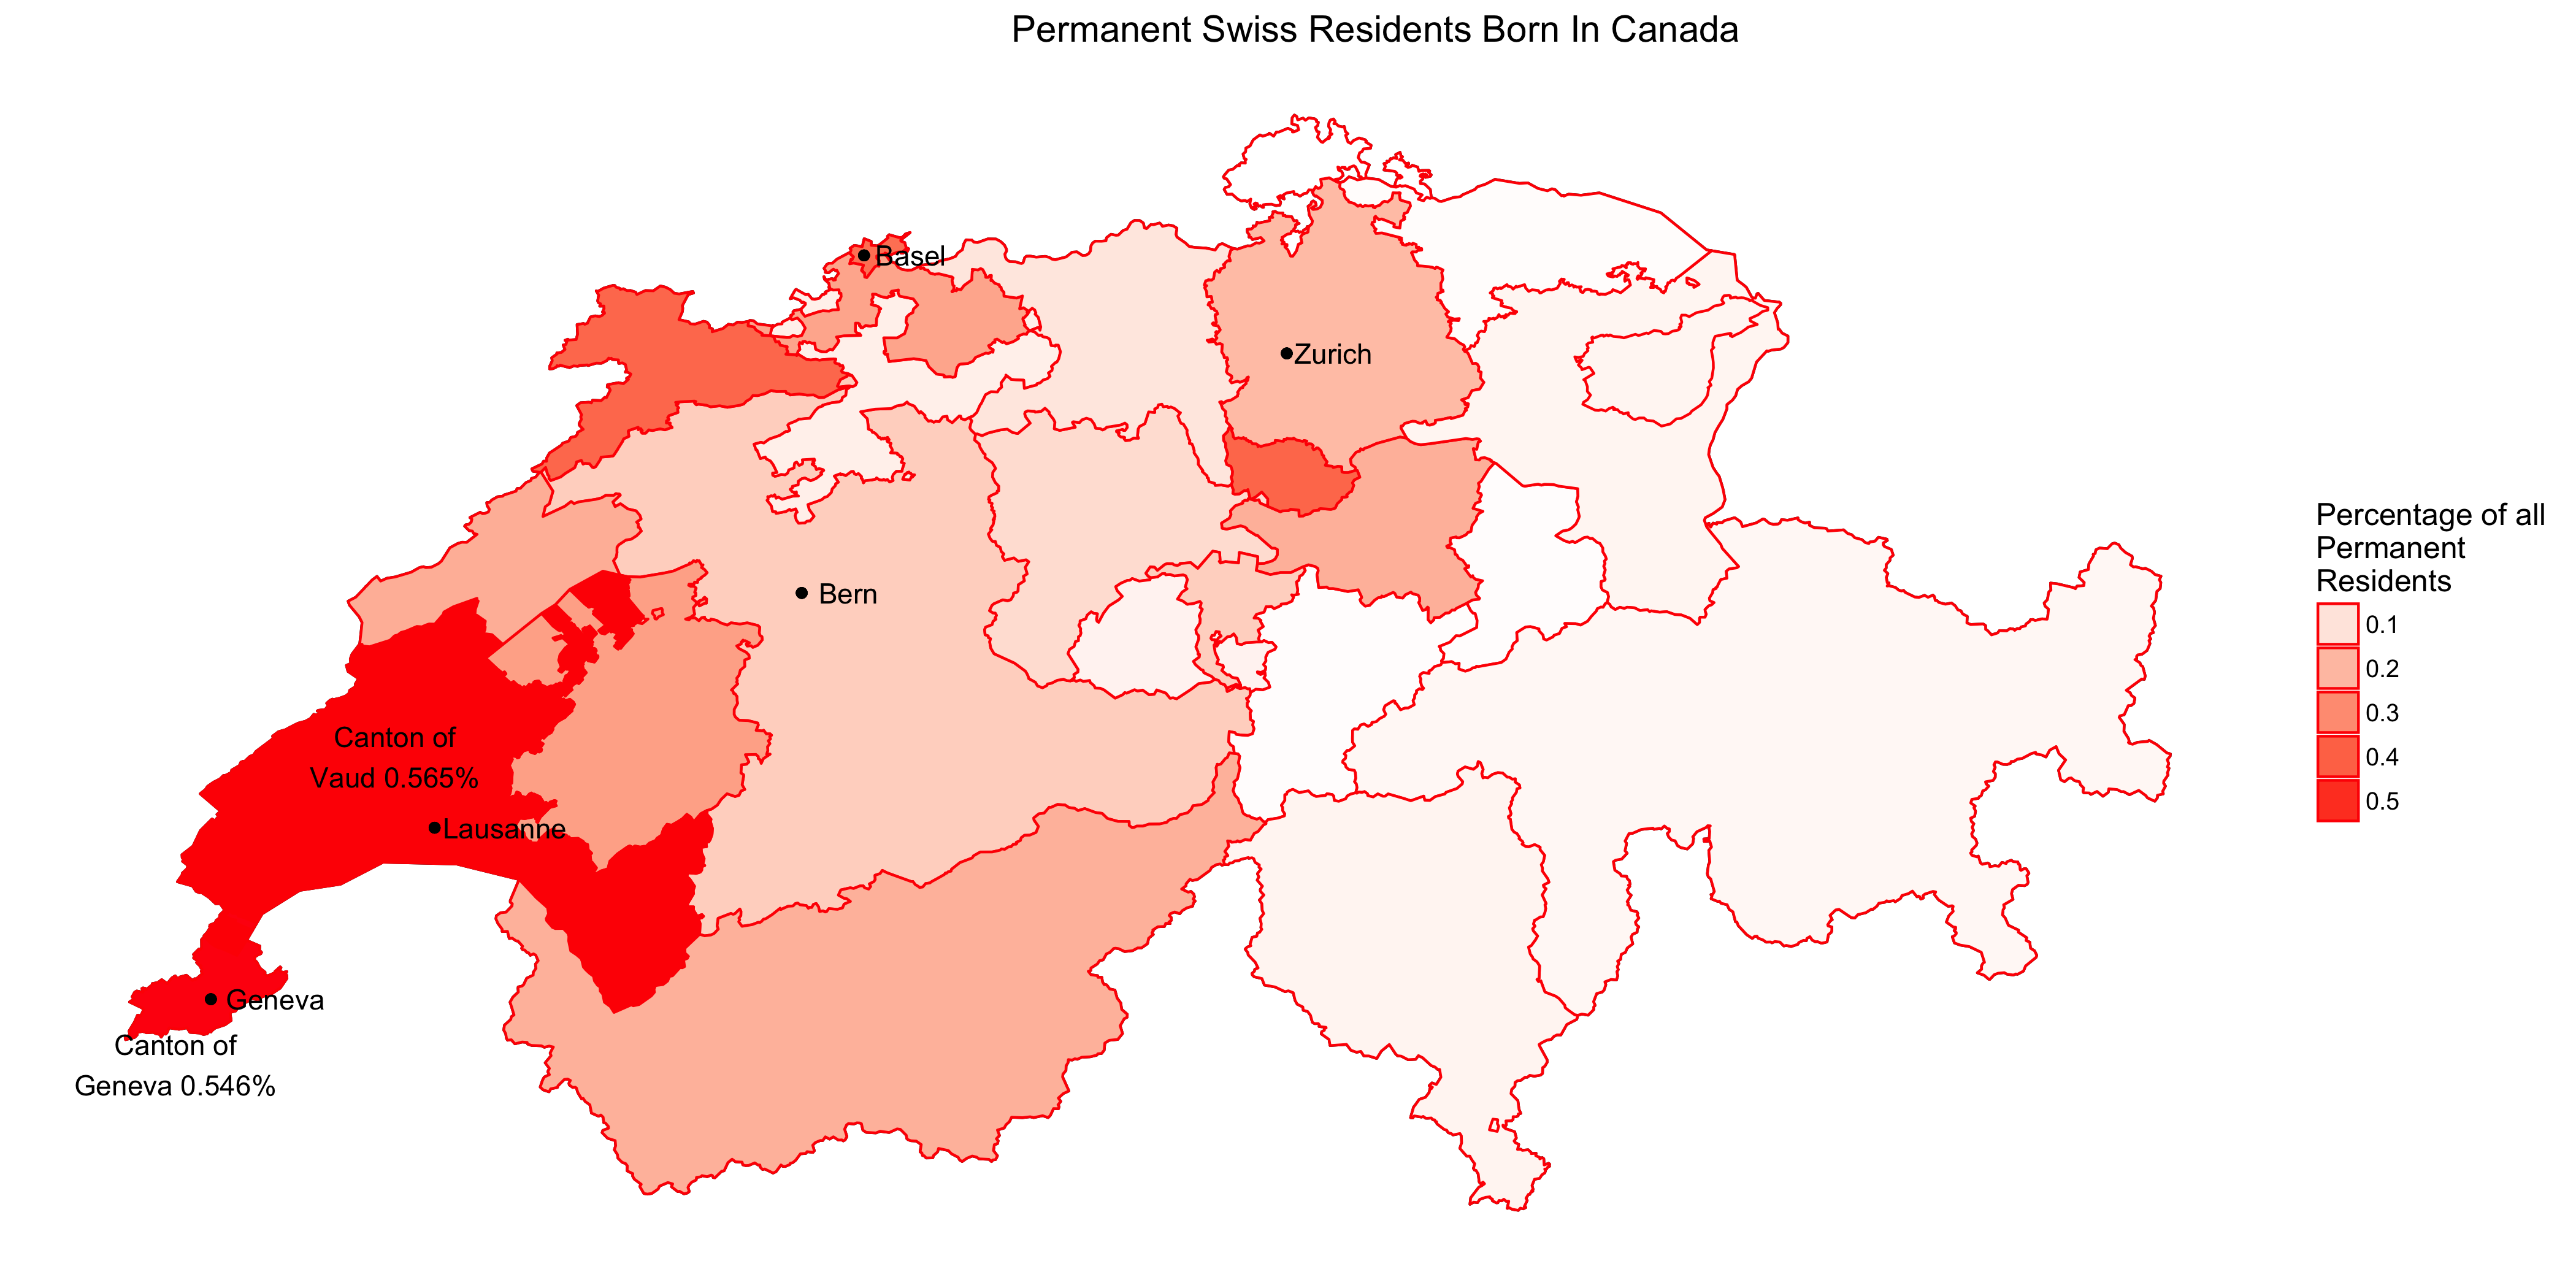 Permanent Swiss Residents Born In Canada
Basel
Zurich
Bern
Canton of
Vaud 0.565%
Lausanne
Geneva
Canton of
Geneva 0.546%
Percentage of all
Permanent
Residents
0.1
0.2
0.3
0.4
0.5